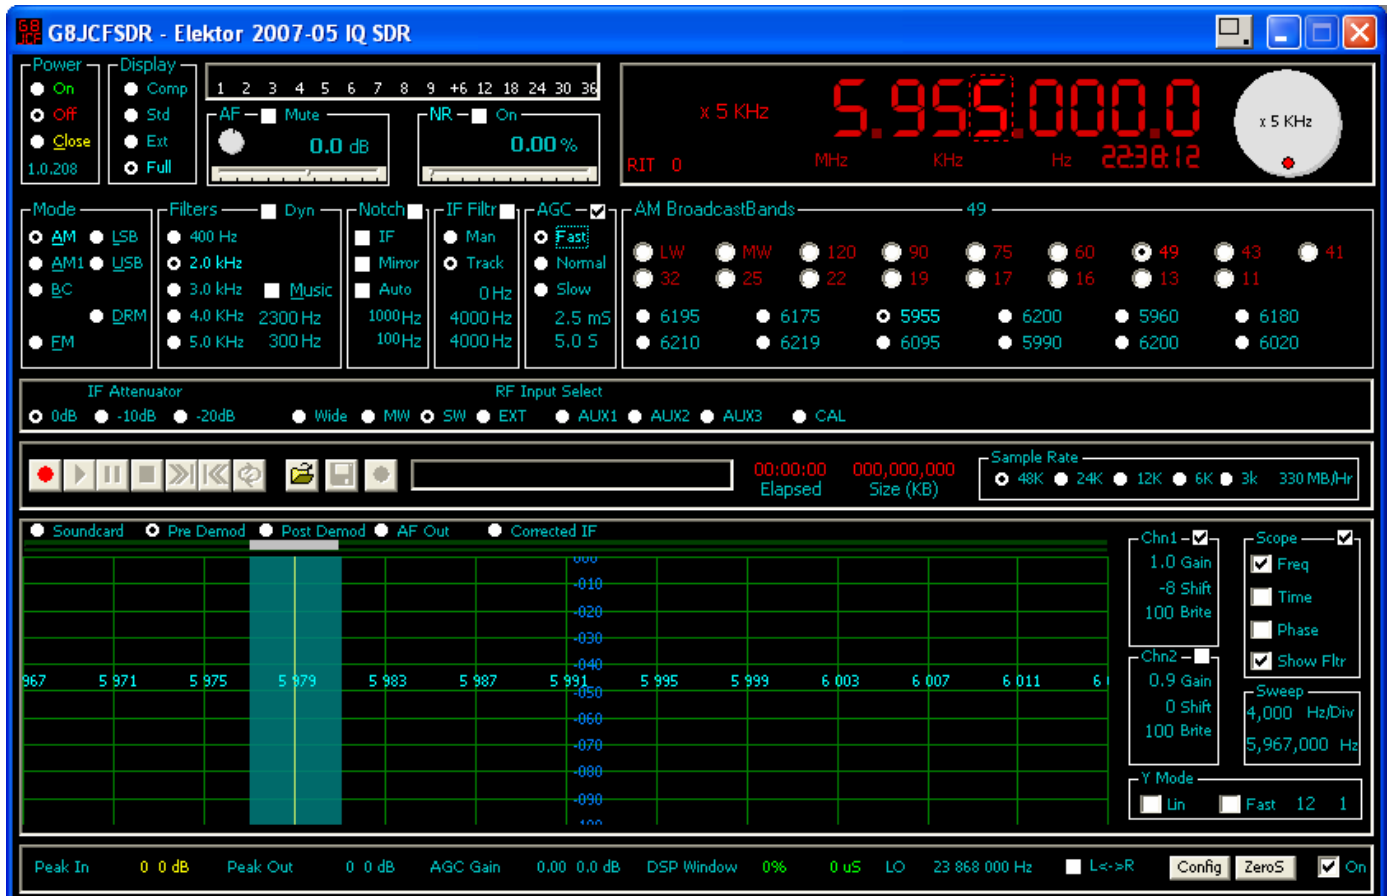 G8JCF G8JCFSDR - Elektor 2007-05 IQ SDR
Power Display
On Comp 1 2 3 4 5 6 7 8 9 +6 12 18 24 30 36
Off Std AF Mute NR On x 5 KHz 5.955.000.0 x 5 KHz
Close Ext 0.0 dB 0.00 %
1.0.208 Full RIT 0 MHz KHz Hz 22:38:12
Mode Filters Dyn Notch IF Filtr AGC AM BroadcastBands 49
AM LSB 400 Hz IF Man Fast LW MW 120 90 75 60 49 43 41
AM1 USB 2.0 kHz Mirror Track Normal 32 25 22 19 17 16 13 11
BC 3.0 kHz Music Auto 0 Hz Slow
DRM 4.0 KHz 2300 Hz 1000 Hz 4000 Hz 2.5 mS 6195 6175 5955 6200 5960 6180
FM 5.0 KHz 300 Hz 100 Hz 4000 Hz 5.0 S 6210 6219 6095 5990 6200 6020
IF Attenuator RF Input Select
0dB -10dB -20dB Wide MW SW EXT AUX1 AUX2 AUX3 CAL
00:00:00 000,000,000 Sample Rate
Elapsed Size (KB) 48K 24K 12K 6K 3k 330 MB/Hr
Soundcard Pre Demod Post Demod AF Out Corrected IF
Chn1 Scope
1.0 Gain Freq
-8 Shift Time
100 Brite Phase
Show Fltr
000
-010
-020
-030
-040
967 5 971 5 975 5 979 5 983 5 987 5 991 5 995 5 999 6 003 6 007 6 011 6
-050
-060
-070
-080
-090
-100
Chn2
0.9 Gain
0 Shift
100 Brite
Sweep
4,000 Hz/Div
5,967,000 Hz
Y Mode
Lin Fast 12 1
Peak In 0 0 dB Peak Out 0 0 dB AGC Gain 0.00 0.0 dB DSP Window 0% 0 uS LO 23 868 000 Hz L<->R Config ZeroS On